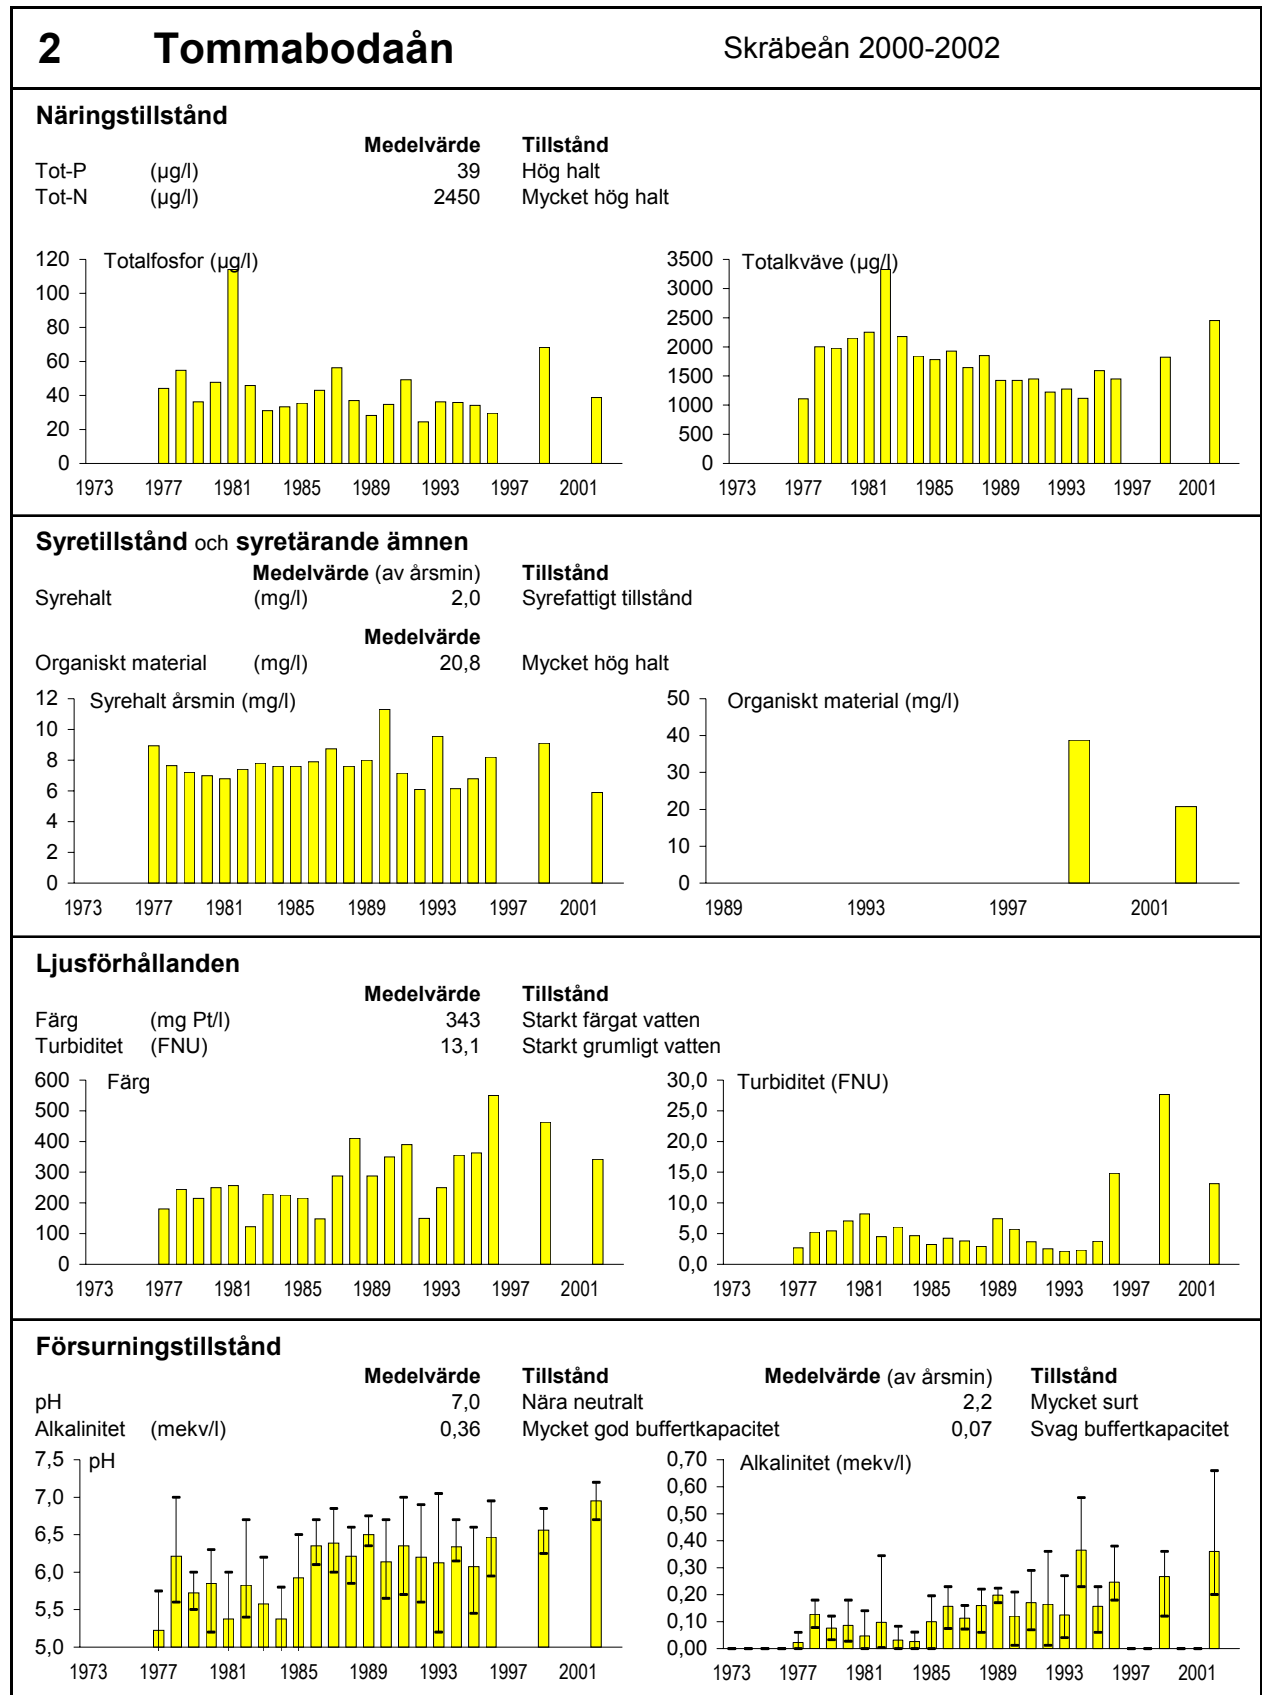 2 Tommabodaån Skräbeån 2000-2002
Näringstillstånd
Medelvärde Tillstånd
Tot-P (µg/l) 39 Hög halt
Tot-N (µg/l) 2450 Mycket hög halt
Totalfosfor (µg/l)
120
100
80
60
40
20
0
1973 1977 1981 1985 1989 1993 1997 2001
Totalkväve (µg/l)
3500
3000
2500
2000
1500
1000
500
0
1973 1977 1981 1985 1989 1993 1997 2001
Syretillstånd och syretärande ämnen
Medelvärde (av årsmin) Tillstånd
Syrehalt (mg/l) 2,0 Syrefattigt tillstånd
Medelvärde
Organiskt material (mg/l) 20,8 Mycket hög halt
Syrehalt årsmin (mg/l)
12
10
8
6
4
2
0
1973 1977 1981 1985 1989 1993 1997 2001
Organiskt material (mg/l)
50
40
30
20
10
0
1989 1993 1997 2001
Ljusförhållanden
Medelvärde Tillstånd
Färg (mg Pt/l) 343 Starkt färgat vatten
Turbiditet (FNU) 13,1 Starkt grumligt vatten
Färg
600
500
400
300
200
100
0
1973 1977 1981 1985 1989 1993 1997 2001
Turbiditet (FNU)
30,0
25,0
20,0
15,0
10,0
5,0
0,0
1973 1977 1981 1985 1989 1993 1997 2001
Försurningstillstånd
Medelvärde Tillstånd Medelvärde (av årsmin) Tillstånd
pH 7,0 Nära neutralt 2,2 Mycket surt
Alkalinitet (mekv/l) 0,36 Mycket god buffertkapacitet 0,07 Svag buffertkapacitet
pH
7,5
7,0
6,5
6,0
5,5
5,0
1973 1977 1981 1985 1989 1993 1997 2001
Alkalinitet (mekv/l)
0,70
0,60
0,50
0,40
0,30
0,20
0,10
0,00
1973 1977 1981 1985 1989 1993 1997 2001